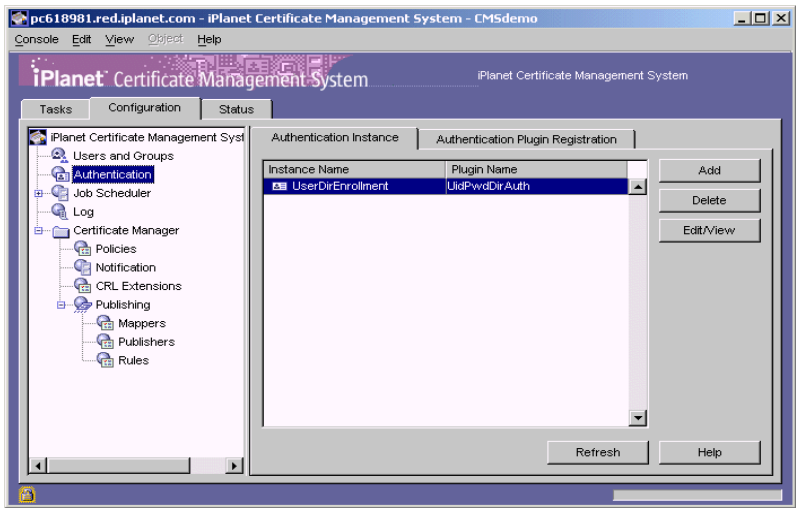 pc618981.red.iplanet.com - iPlanet Certificate Management System - CMSdemo
Console Edit View Object Help
iPlanet Certificate Management System
iPlanet Certificate Management System
Tasks Configuration Status
iPlanet Certificate Management Syst
Users and Groups
Authentication
Job Scheduler
Log
Certificate Manager
Policies
Notification
CRL Extensions
Publishing
Mappers
Publishers
Rules
Authentication Instance Authentication Plugin Registration
Instance Name Plugin Name
UserDirEnrollment UidPwdDirAuth
Add
Delete
Edit/View
Refresh Help